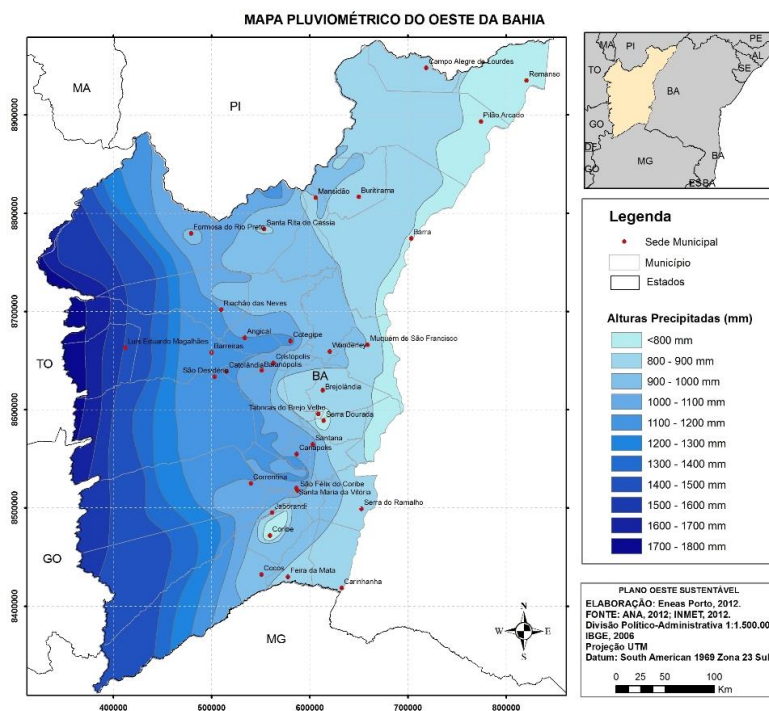 MAPA PLUVIOMÉTRICO DO OESTE DA BAHIA
MA
PI
TO
GO
MG
BA
Campo Alegre de Lourdes
Remanso
Pilão Arcado
Mansidão
Buritirama
Formosa do Rio Preto
Santa Rita de Cássia
Barra
Riachão das Neves
Angical
Cotegipe
Luis Eduardo Magalhães
Barreiras
Wanderley
Muquém de São Francisco
Cristópolis
Catolândia
Baianópolis
São Desidério
Brejolândia
Tabocas do Brejo Velho
Serra Dourada
Santana
Canápolis
Correntina
São Félix do Coribe
Santa Maria da Vitória
Serra do Ramalho
Jaborandi
Coribe
Cocos
Feira da Mata
Carinhanha
8900000
8800000
8700000
8600000
8500000
8400000
400000
500000
600000
700000
800000
N
W
E
S
MA
PI
PE
AL
SE
TO
BA
GO
DF
GO
MG
BA
ES
BA
Legenda
Sede Municipal
Município
Estados
Alturas Precipitadas (mm)
<800 mm
800 - 900 mm
900 - 1000 mm
1000 - 1100 mm
1100 - 1200 mm
1200 - 1300 mm
1300 - 1400 mm
1400 - 1500 mm
1500 - 1600 mm
1600 - 1700 mm
1700 - 1800 mm
PLANO OESTE SUSTENTÁVEL
ELABORAÇÃO: Eneas Porto, 2012.
FONTE: ANA, 2012; INMET, 2012.
Divisão Político-Administrativa 1:1.500.00
IBGE, 2006
Projeção UTM
Datum: South American 1969 Zona 23 Sul
0 25 50 100
Km